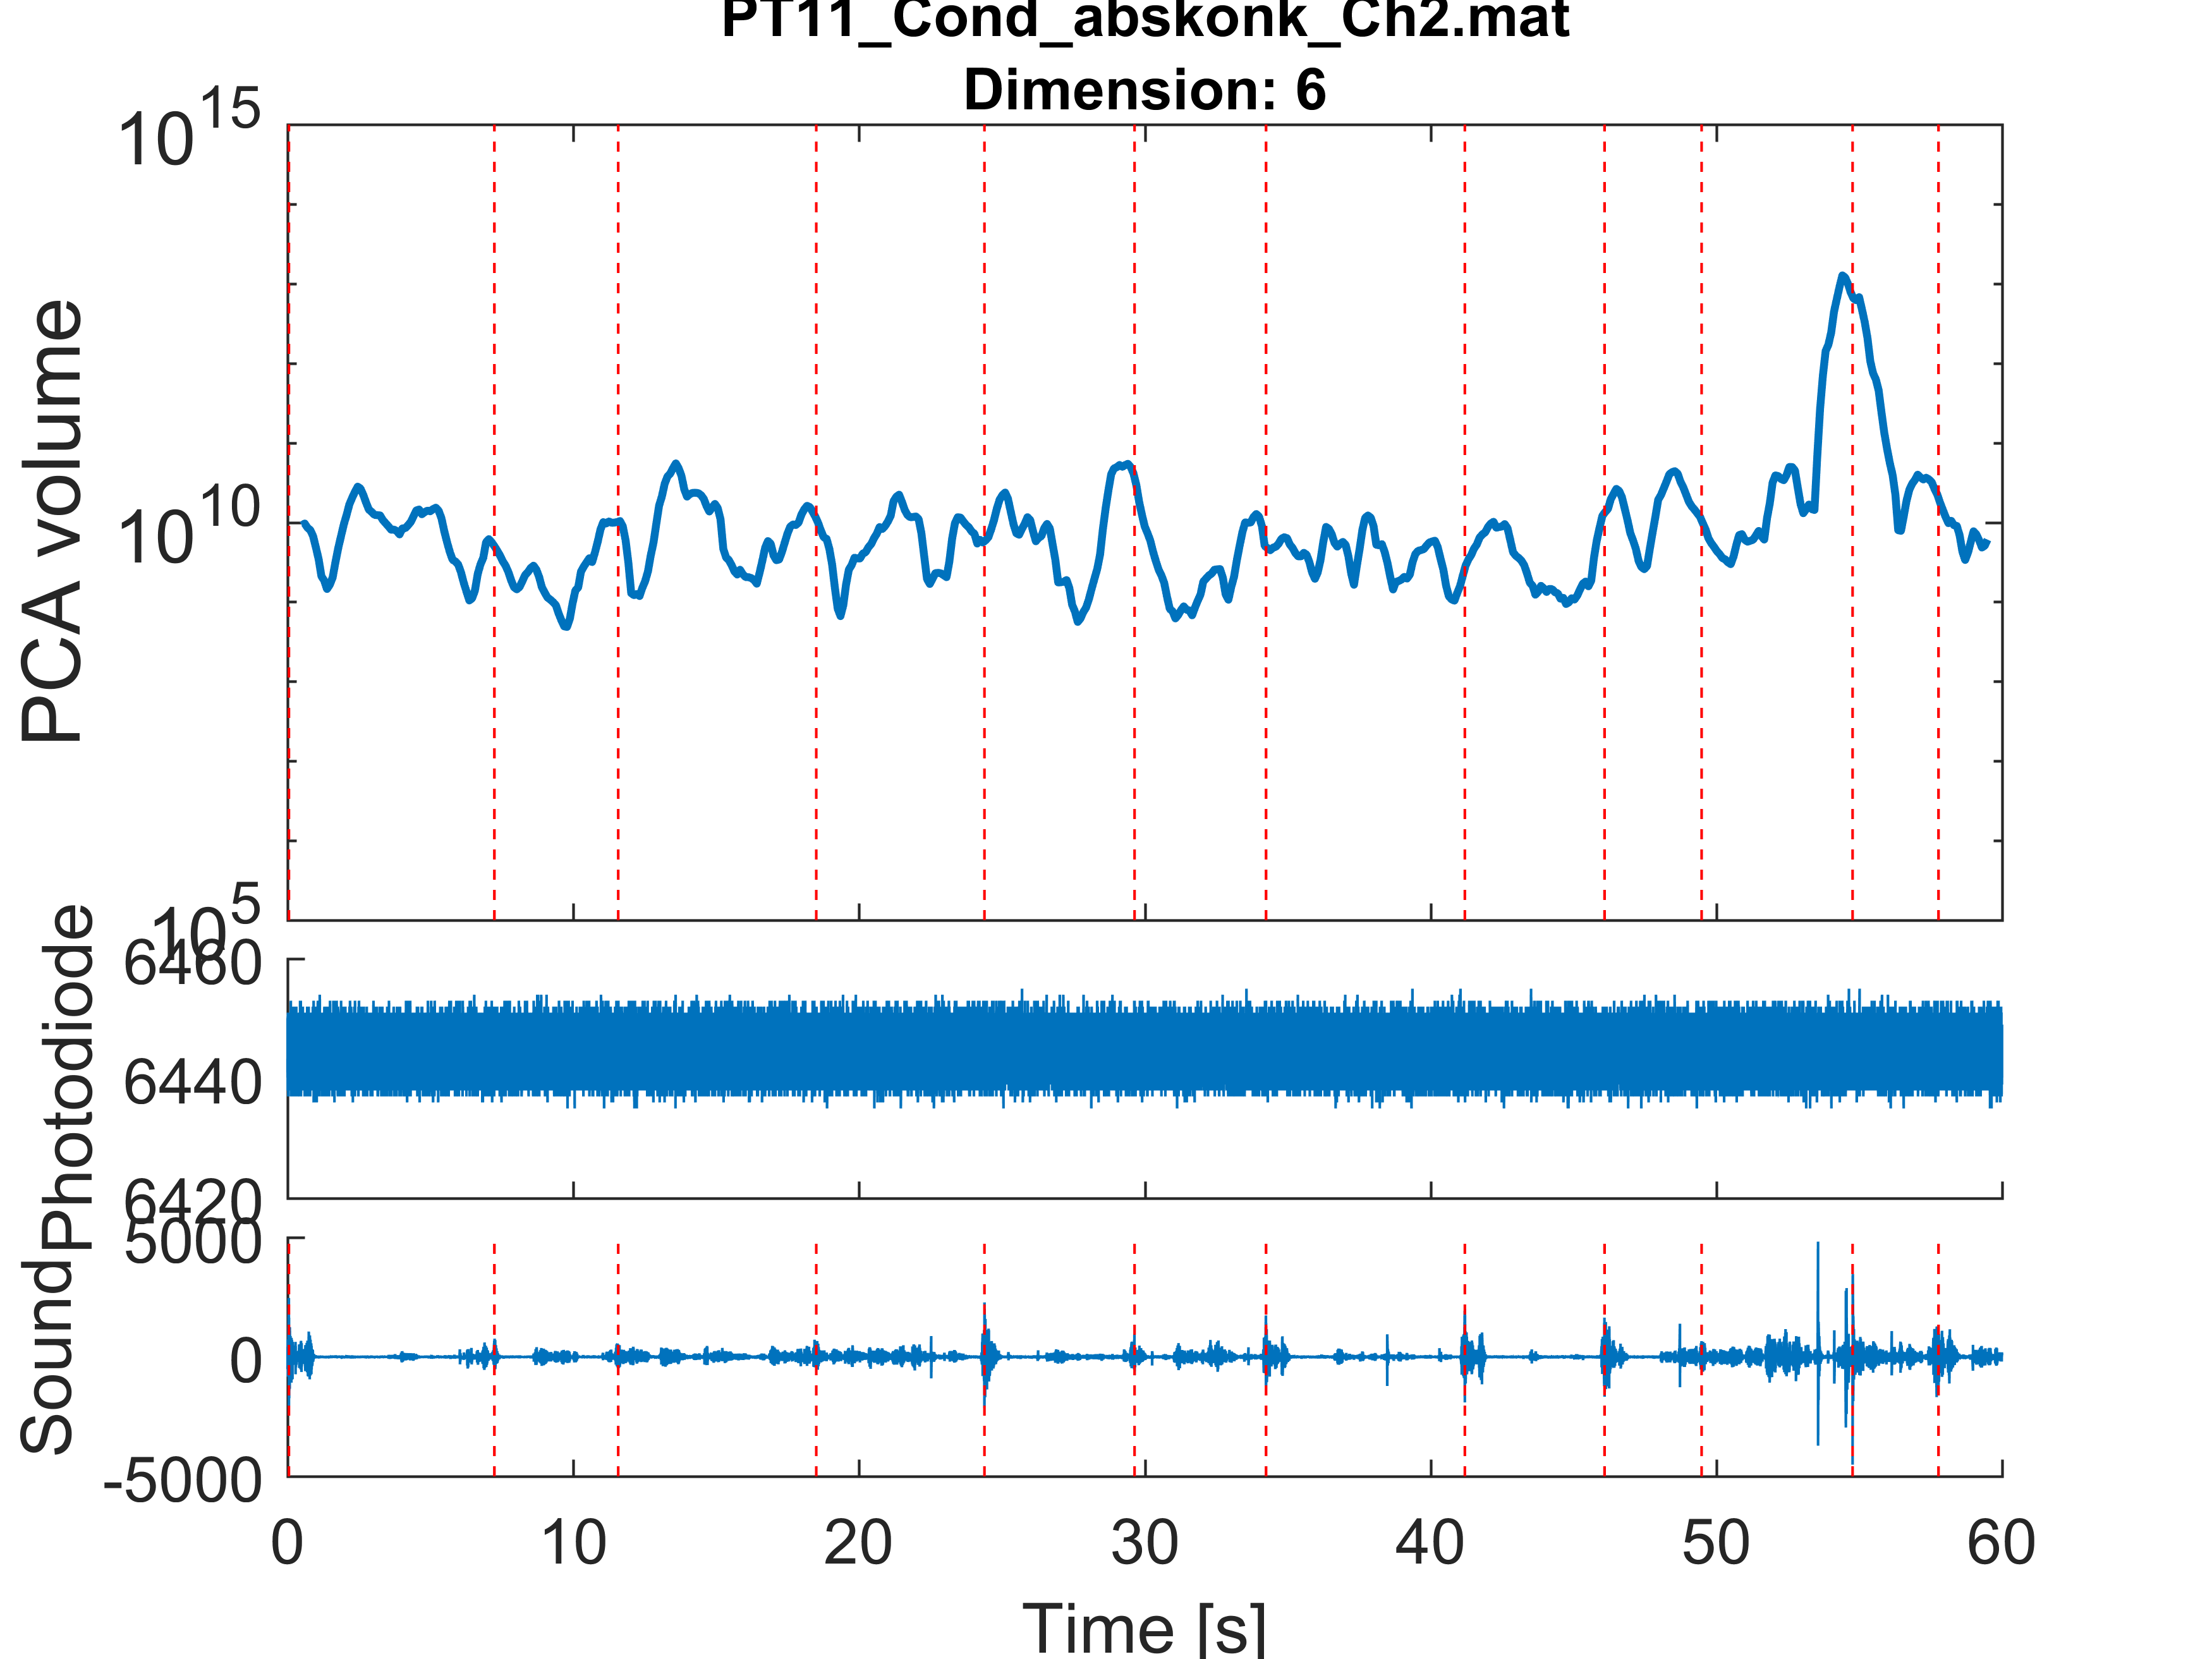 PT11_Cond_abskonk_Ch2.mat
Dimension: 6
10^15
10^10
10^5
PCA volume
6460
6440
6420
Photodiode
5000
0
-5000
Sound
0 10 20 30 40 50 60
Time [s]